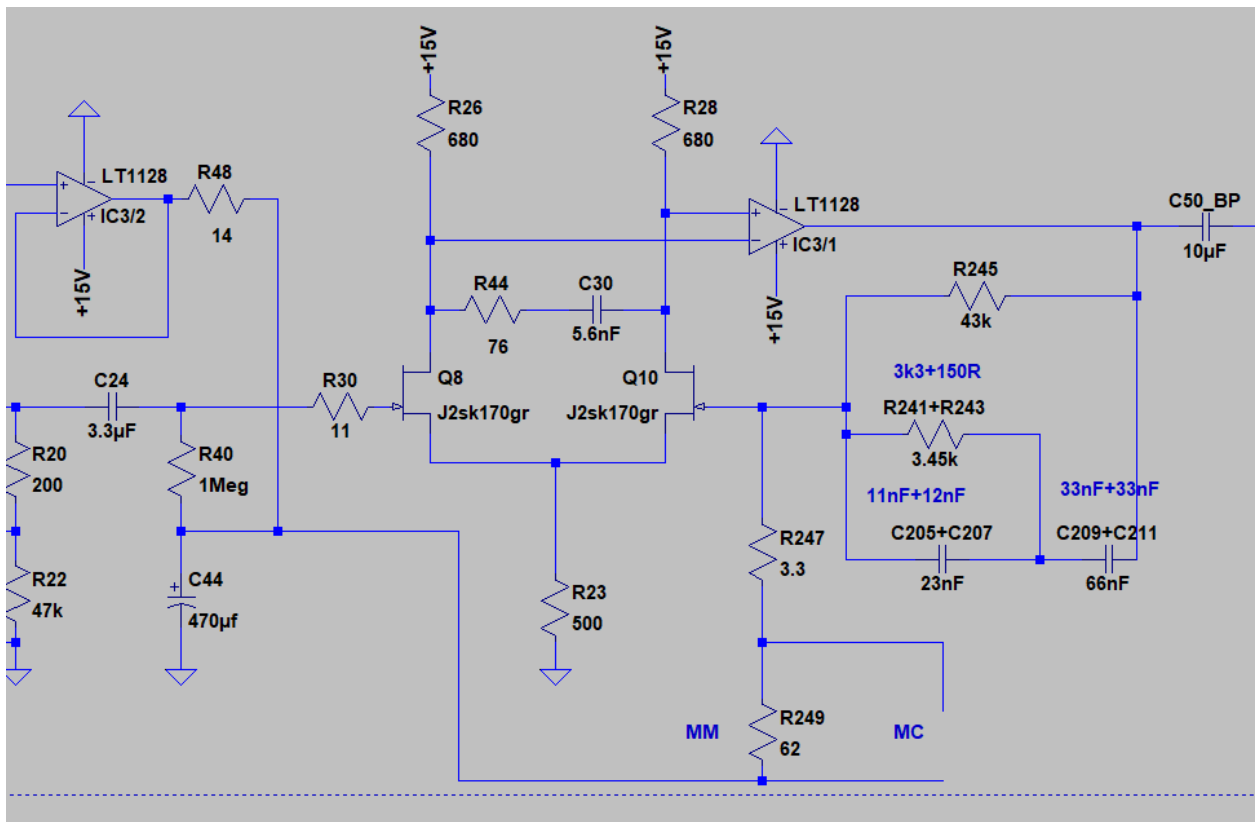 +15V
+15V
R26
680
R28
680
LT1128
IC3/2
+15V
R48
14
LT1128
IC3/1
+15V
C50_BP
10µF
R44
76
C30
5.6nF
R245
43k
C24
3.3µF
R30
11
Q8
J2sk170gr
Q10
J2sk170gr
3k3+150R
R241+R243
3.45k
R20
200
R40
1Meg
11nF+12nF
33nF+33nF
C205+C207
23nF
C209+C211
66nF
R22
47k
C44
470µf
R23
500
R247
3.3
R249
62
MM
MC